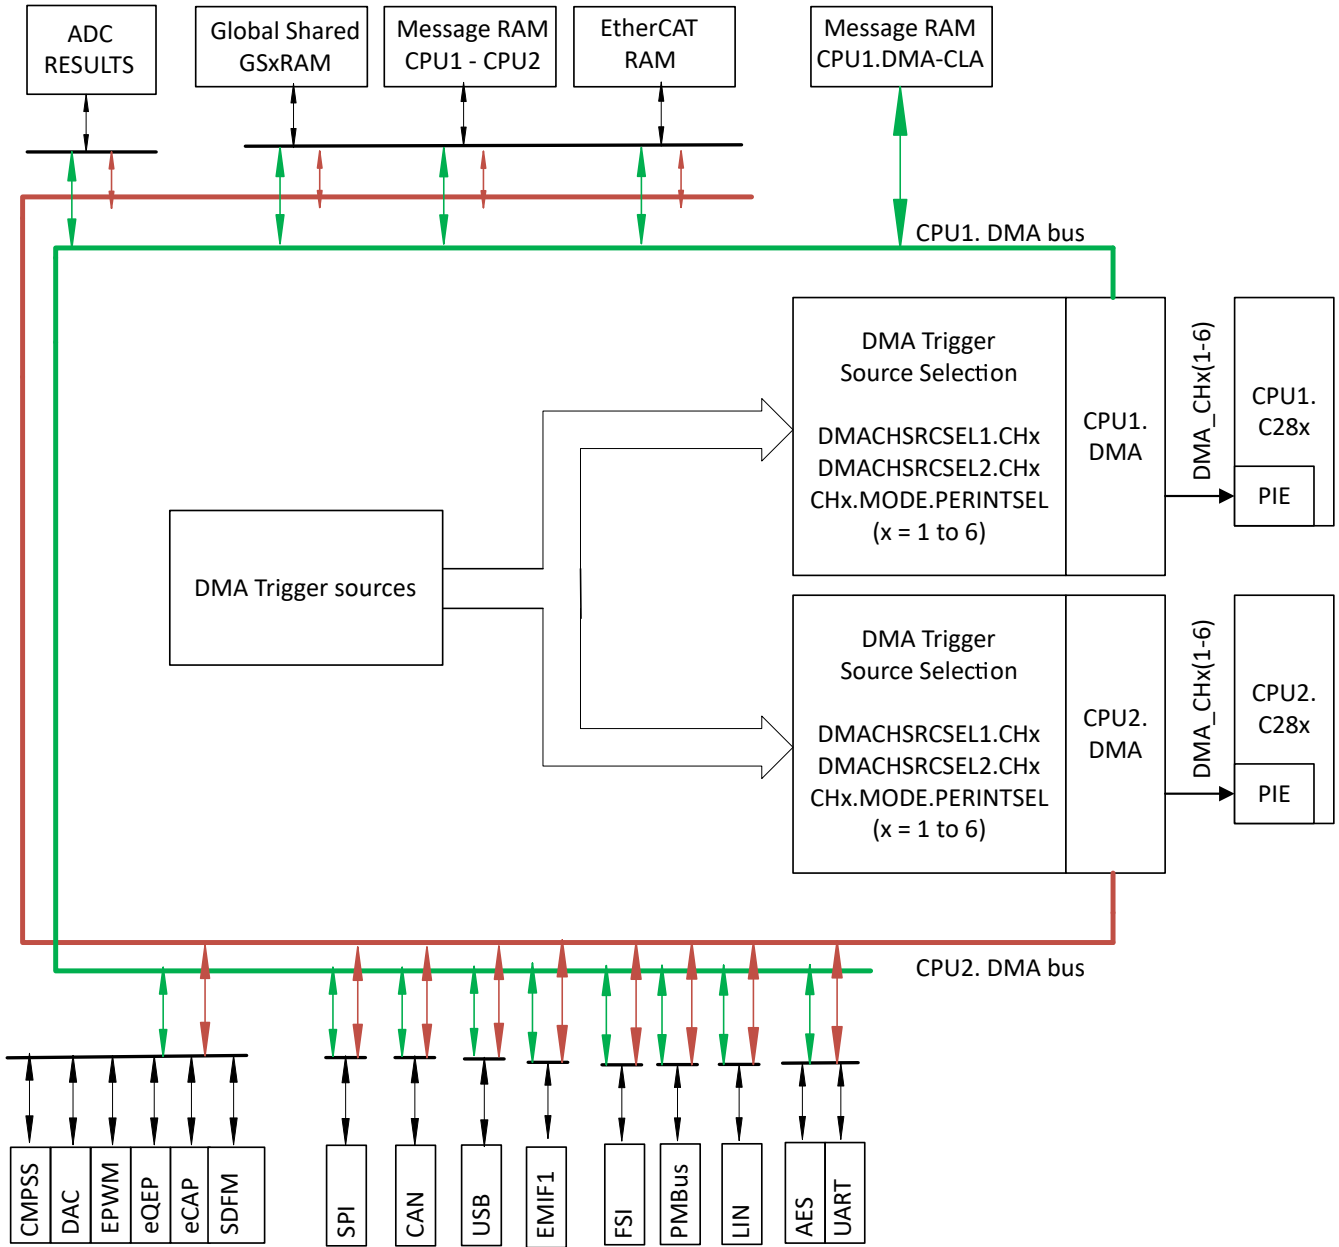 ADC
RESULTS
Global Shared
GSxRAM
Message RAM
CPU1 - CPU2
EtherCAT
RAM
Message RAM
CPU1.DMA-CLA
CPU1. DMA bus
DMA Trigger
Source Selection
DMACHSRCSEL1.CHx
DMACHSRCSEL2.CHx
CHx.MODE.PERINTSEL
(x = 1 to 6)
CPU1.
DMA
DMA_CHx(1-6)
CPU1.
C28x
PIE
DMA Trigger sources
DMA Trigger
Source Selection
DMACHSRCSEL1.CHx
DMACHSRCSEL2.CHx
CHx.MODE.PERINTSEL
(x = 1 to 6)
CPU2.
DMA
DMA_CHx(1-6)
CPU2.
C28x
PIE
CPU2. DMA bus
CMPSS
DAC
EPWM
eQEP
eCAP
SDFM
SPI
CAN
USB
EMIF1
FSI
PMBus
LIN
AES
UART